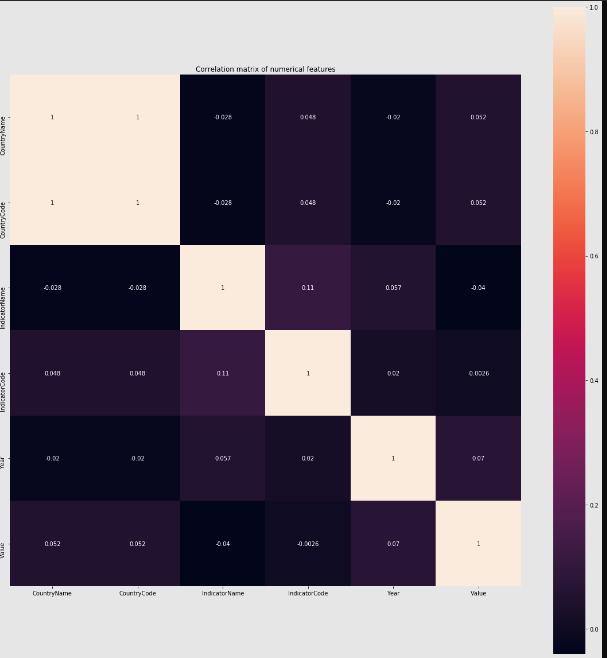 Correlation matrix of numerical features
1.0
CountryName 1 1 -0.028 0.048 -0.02 0.052
0.8
CountryCode 1 1 -0.028 0.048 -0.02 0.052
0.6
IndicatorName -0.028 -0.028 1 0.11 0.057 -0.04
0.4
IndicatorCode 0.048 0.048 0.11 1 0.02 -0.0026
Year -0.02 -0.02 0.057 0.02 1 0.07
0.2
Value 0.052 0.052 -0.04 -0.0026 0.07 1
CountryName CountryCode IndicatorName IndicatorCode Year Value
0.0